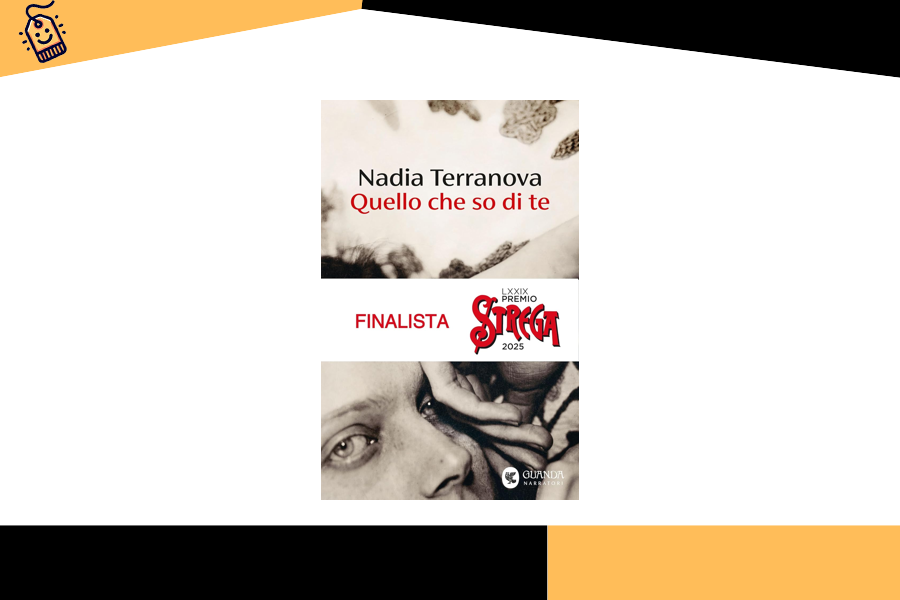 Nadia Terranova
Quello che so di te
FINALISTA
LXXIX
PREMIO
STREGA
2025
GUANDA
NARRATORI